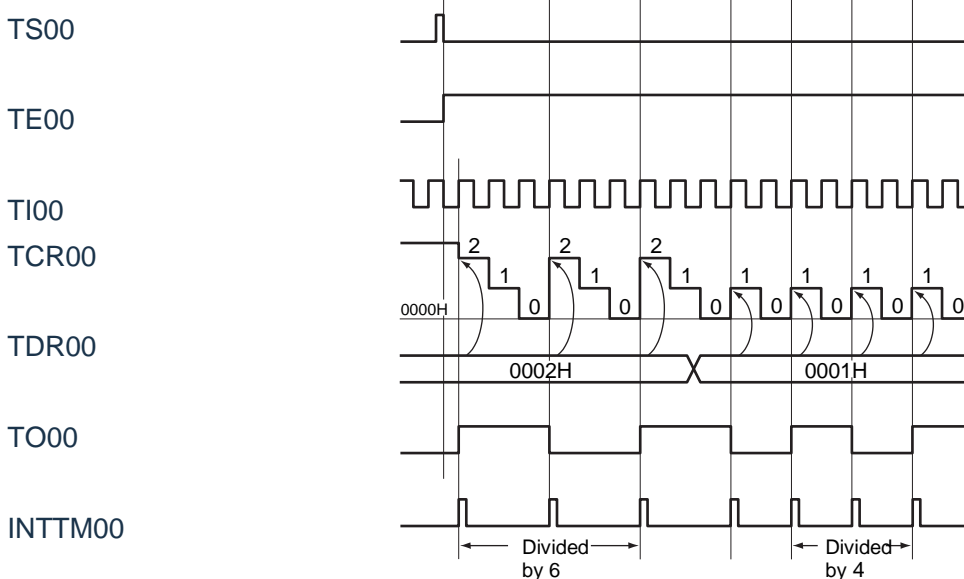 TS00
TE00
TI00
TCR00
2 2 2
1 1 1 1 1 1 1
0 0 0 0 0 0 0
0000H
TDR00
0002H 0001H
TO00
INTTM00
Divided Divided
by 6 by 4